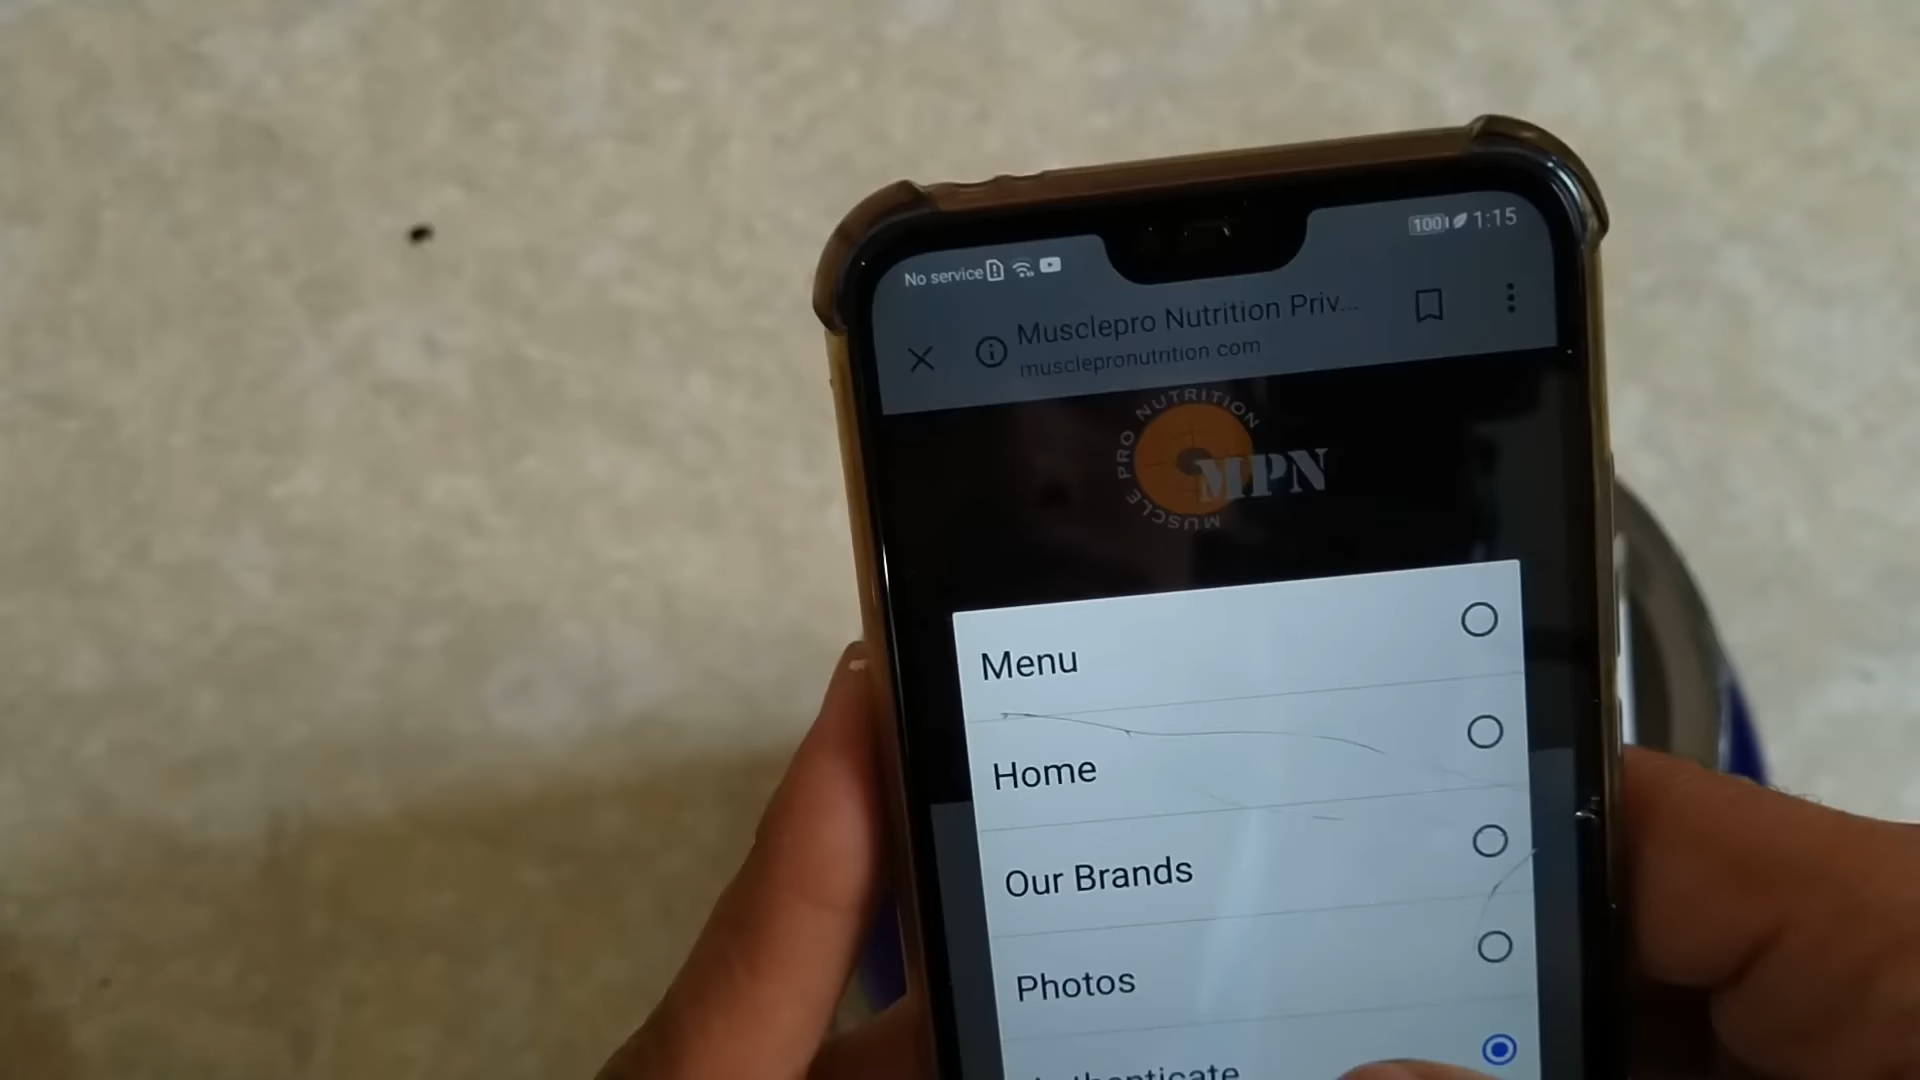 No service 100 1:15
Musclepro Nutrition Priv...
musclepronutrition.com
MUSCLE PRO NUTRITION
MPN
Menu
Home
Our Brands
Photos
Authenticate